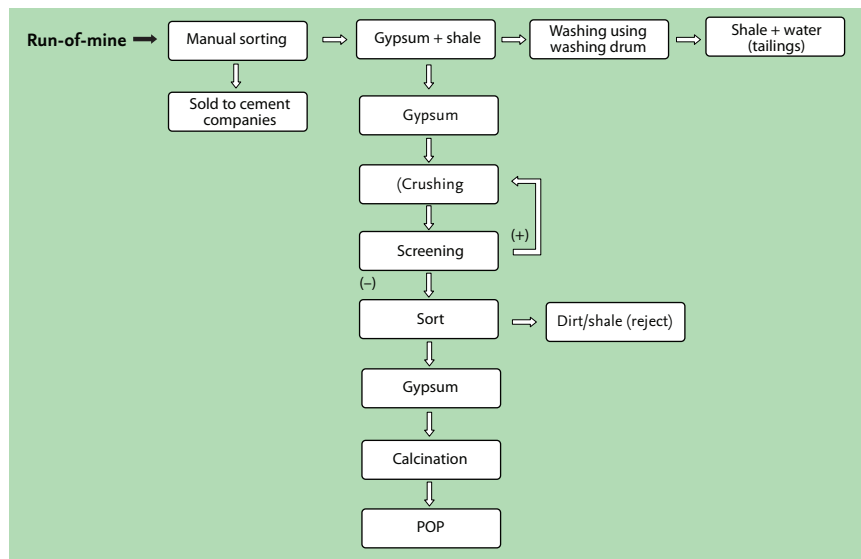 Run-of-mine
Manual sorting
Gypsum + shale
Washing using
washing drum
Shale + water
(tailings)
Sold to cement
companies
Gypsum
(Crushing
(+)
Screening
(–)
Sort
Dirt/shale (reject)
Gypsum
Calcination
POP